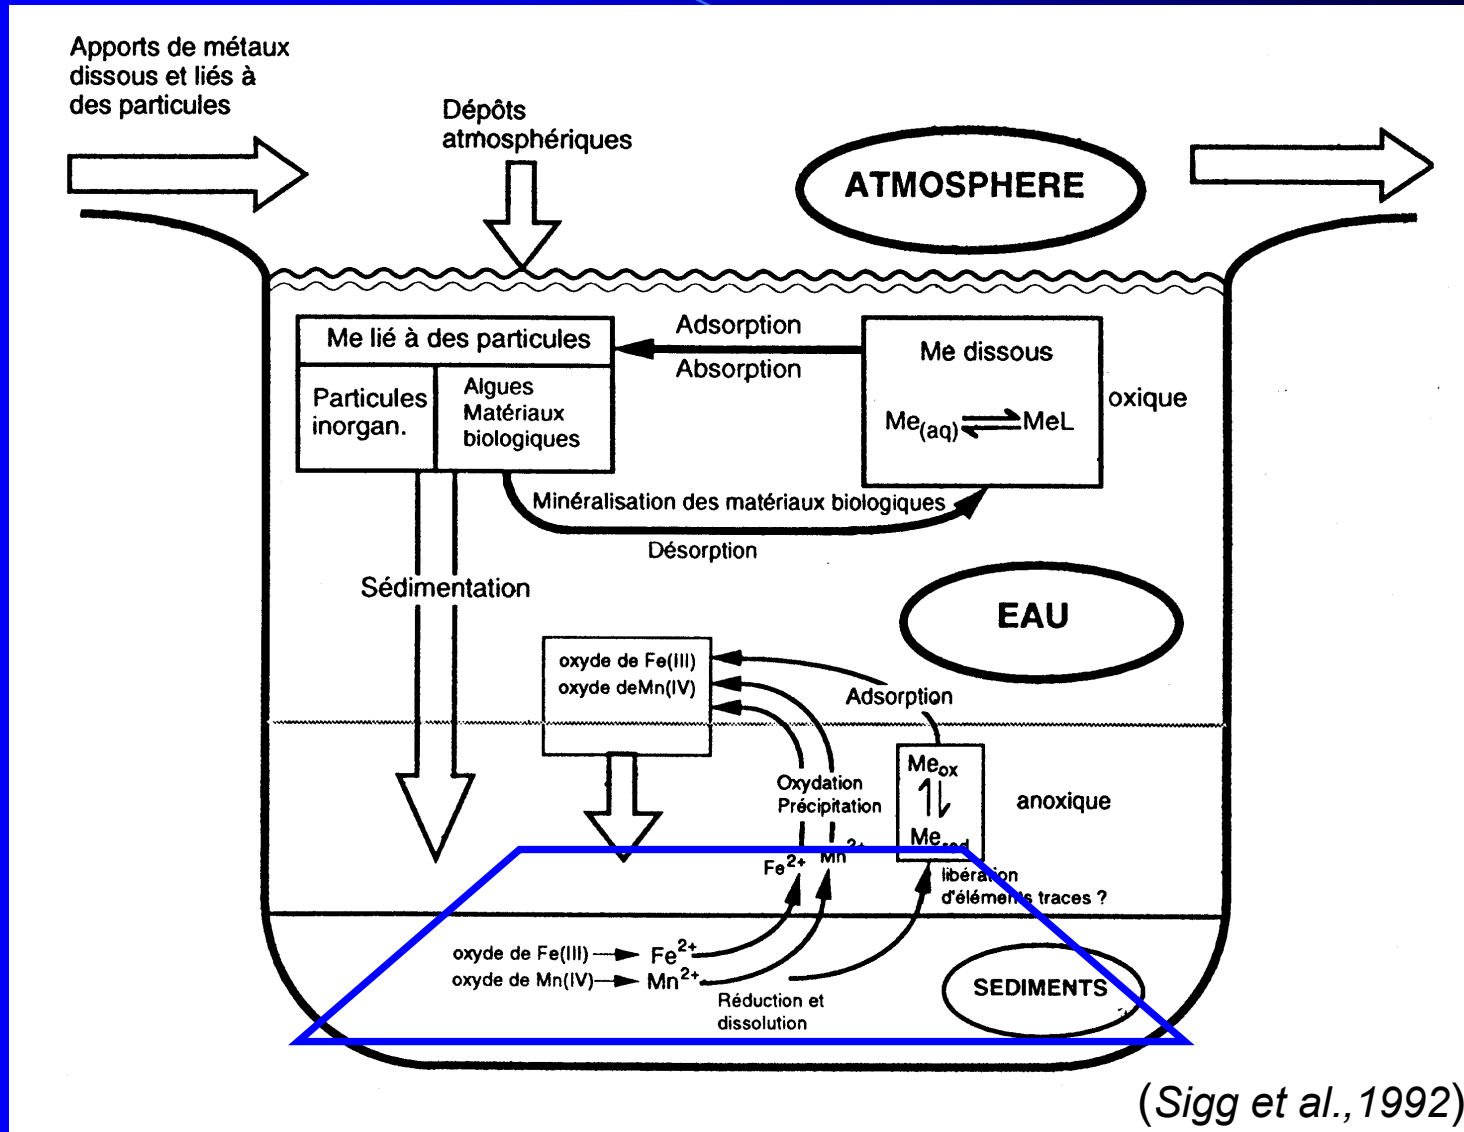 Apports de métaux
dissous et liés à
des particules
Dépôts
atmosphériques
ATMOSPHERE
Me lié à des particules
Particules
inorgan.
Algues
Matériaux
biologiques
Adsorption
Absorption
Me dissous
Me(aq) ⇌ MeL
oxique
Minéralisation des matériaux biologiques
Désorption
Sédimentation
EAU
oxyde de Fe(III)
oxyde deMn(IV)
Adsorption
Meox
Mered
Oxydation
Précipitation
anoxique
Fe2+
Mn2+
libération
d'éléments traces ?
oxyde de Fe(III) → Fe2+
oxyde de Mn(IV) → Mn2+
Réduction et
dissolution
SEDIMENTS
(Sigg et al.,1992)